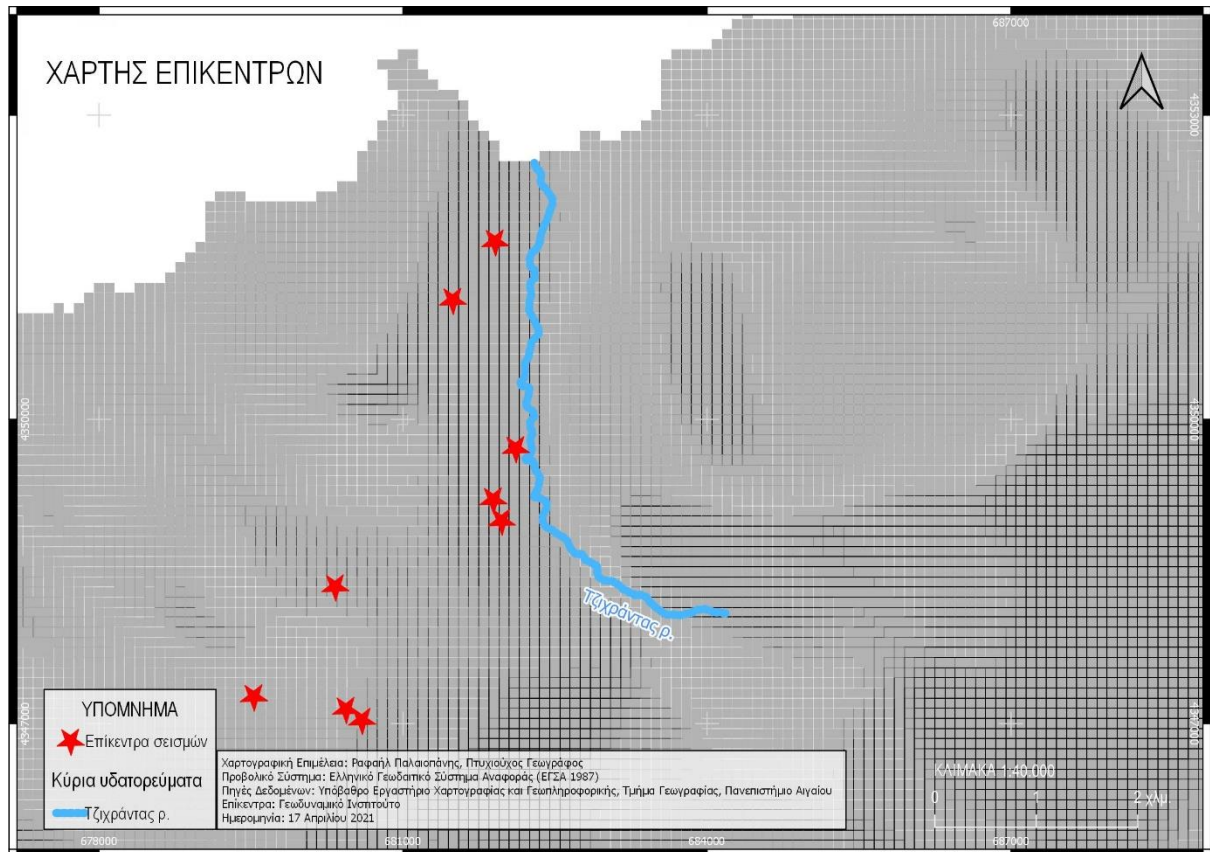 687000
ΧΑΡΤΗΣ ΕΠΙΚΕΝΤΡΩΝ
4353000
4350000
4350000
Τζιχράντας ρ.
4347000
4347000
ΥΠΟΜΝΗΜΑ
Επίκεντρα σεισμών
Κύρια υδατορεύματα
Τζιχράντας ρ.
Χαρτογραφική Επιμέλεια: Ραφαήλ Παλαιοπάνης, Πτυχιούχος Γεωγράφος
Προβολικό Σύστημα: Ελληνικό Γεωδαιτικό Σύστημα Αναφοράς (ΕΓΣΑ 1987)
Πηγές Δεδομένων: Υπόβαθρο Εργαστήριο Χαρτογραφίας και Γεωπληροφορικής, Τμήμα Γεωγραφίας, Πανεπιστήμιο Αιγαίου
Επίκεντρα: Γεωδυναμικό Ινστιτούτο
Ημερομηνία: 17 Απριλίου 2021
ΚΛΙΜΑΚΑ 1:40.000
0 1 2 χλμ.
678000 681000 684000 687000